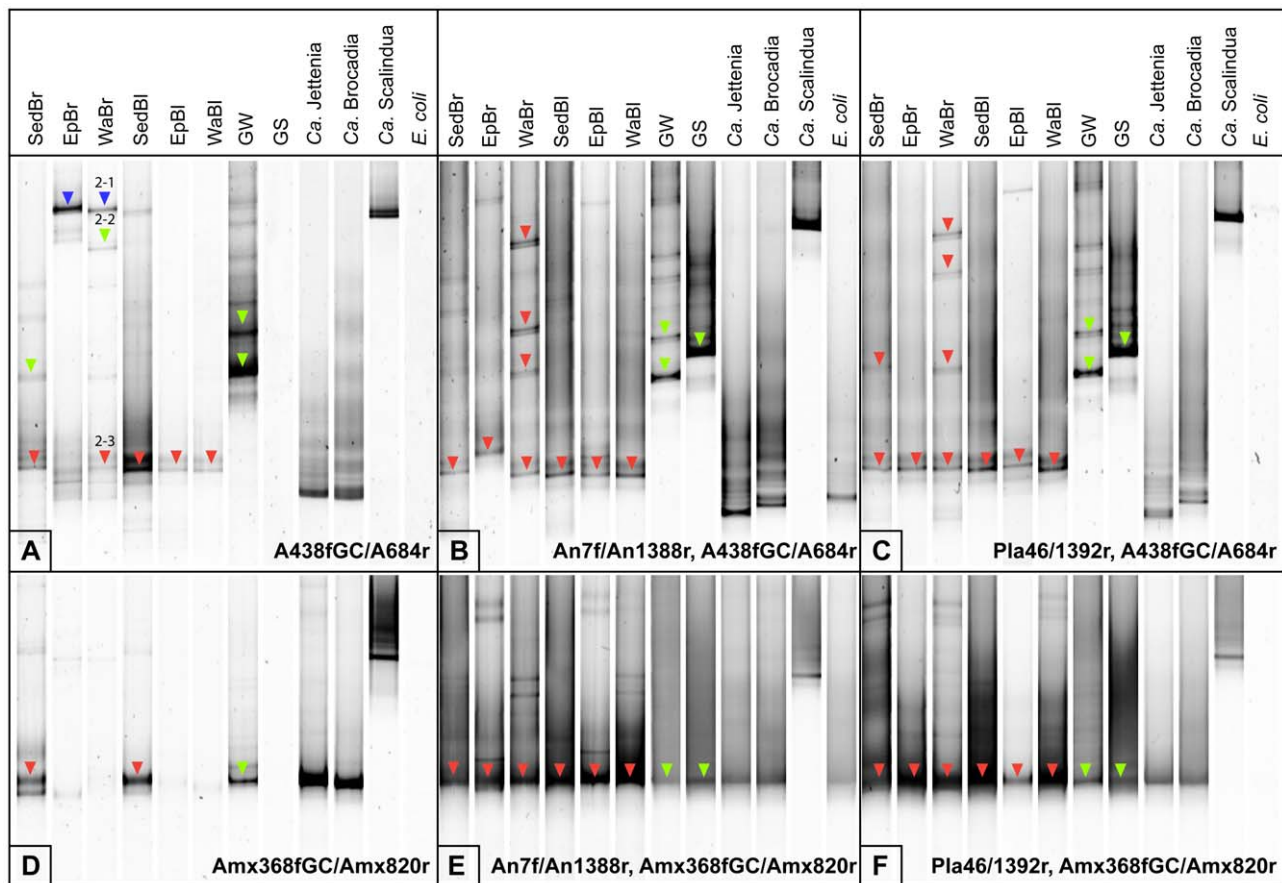 SedBr
EpBr
WaBr
SedBl
EpBl
WaBl
GW
GS
Ca. Jettenia
Ca. Brocadia
Ca. Scalindua
E. coli
SedBr
EpBr
WaBr
SedBl
EpBl
WaBl
GW
GS
Ca. Jettenia
Ca. Brocadia
Ca. Scalindua
E. coli
SedBr
EpBr
WaBr
SedBl
EpBl
WaBl
GW
GS
Ca. Jettenia
Ca. Brocadia
Ca. Scalindua
E. coli
2-1
2-2
2-3
A
A438fGC/A684r
B
An7f/An1388r, A438fGC/A684r
C
Pla46/1392r, A438fGC/A684r
D
Amx368fGC/Amx820r
E
An7f/An1388r, Amx368fGC/Amx820r
F
Pla46/1392r, Amx368fGC/Amx820r